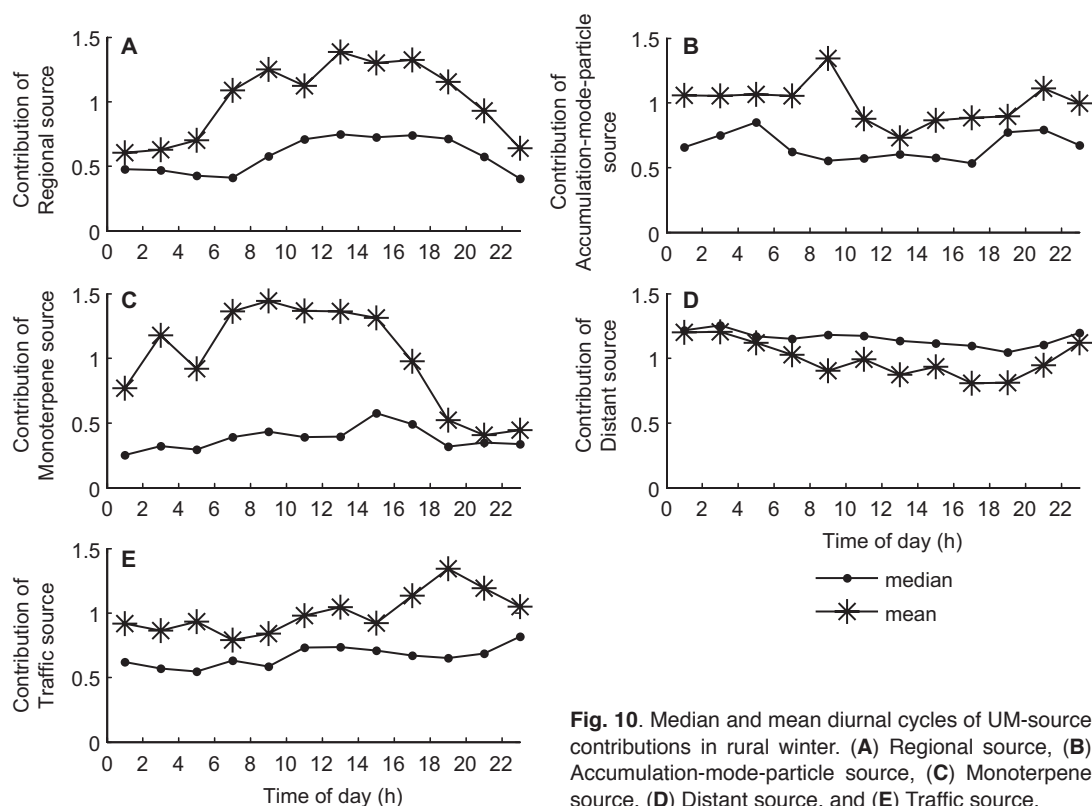 A
Contribution of
Regional source
1.5
1
0.5
0
0 2 4 6 8 10 12 14 16 18 20 22
B
Contribution of
Accumulation-mode-particle
source
1.5
1
0.5
0
0 2 4 6 8 10 12 14 16 18 20 22
C
Contribution of
Monoterpene source
1.5
1
0.5
0
0 2 4 6 8 10 12 14 16 18 20 22
D
Contribution of
Distant source
1.5
1
0.5
0
0 2 4 6 8 10 12 14 16 18 20 22
Time of day (h)
median
mean
E
Contribution of
Traffic source
1.5
1
0.5
0
0 2 4 6 8 10 12 14 16 18 20 22
Time of day (h)
Fig. 10. Median and mean diurnal cycles of UM-source
contributions in rural winter. (A) Regional source, (B)
Accumulation-mode-particle source, (C) Monoterpene
source, (D) Distant source, and (E) Traffic source.